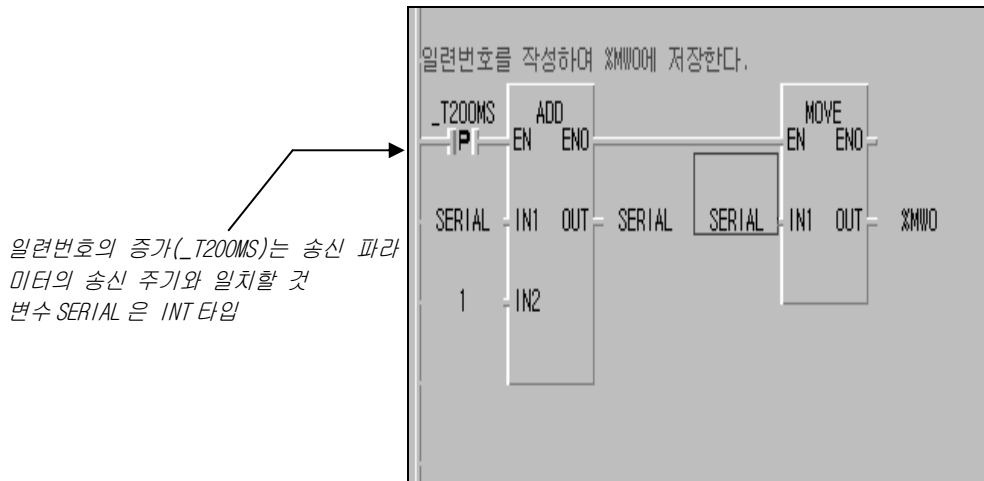 일련번호를 작성하여 %MW0에 저장한다.
_T200MS ADD MOVE
P EN ENO EN ENO
SERIAL IN1 OUT SERIAL SERIAL IN1 OUT %MW0
1 IN2
일련번호의 증가(_T200MS)는 송신 파라
미터의 송신 주기와 일치할 것
변수 SERIAL 은 INT 타입